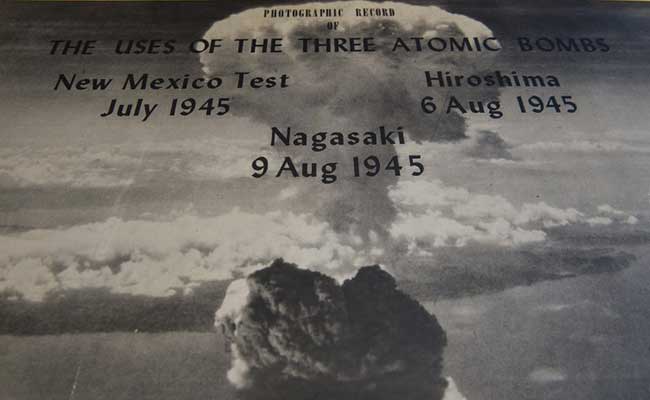 PHOTOGRAPHIC RECORD
OF
THE USES OF THE THREE ATOMIC BOMBS
New Mexico Test
July 1945
Hiroshima
6 Aug 1945
Nagasaki
9 Aug 1945